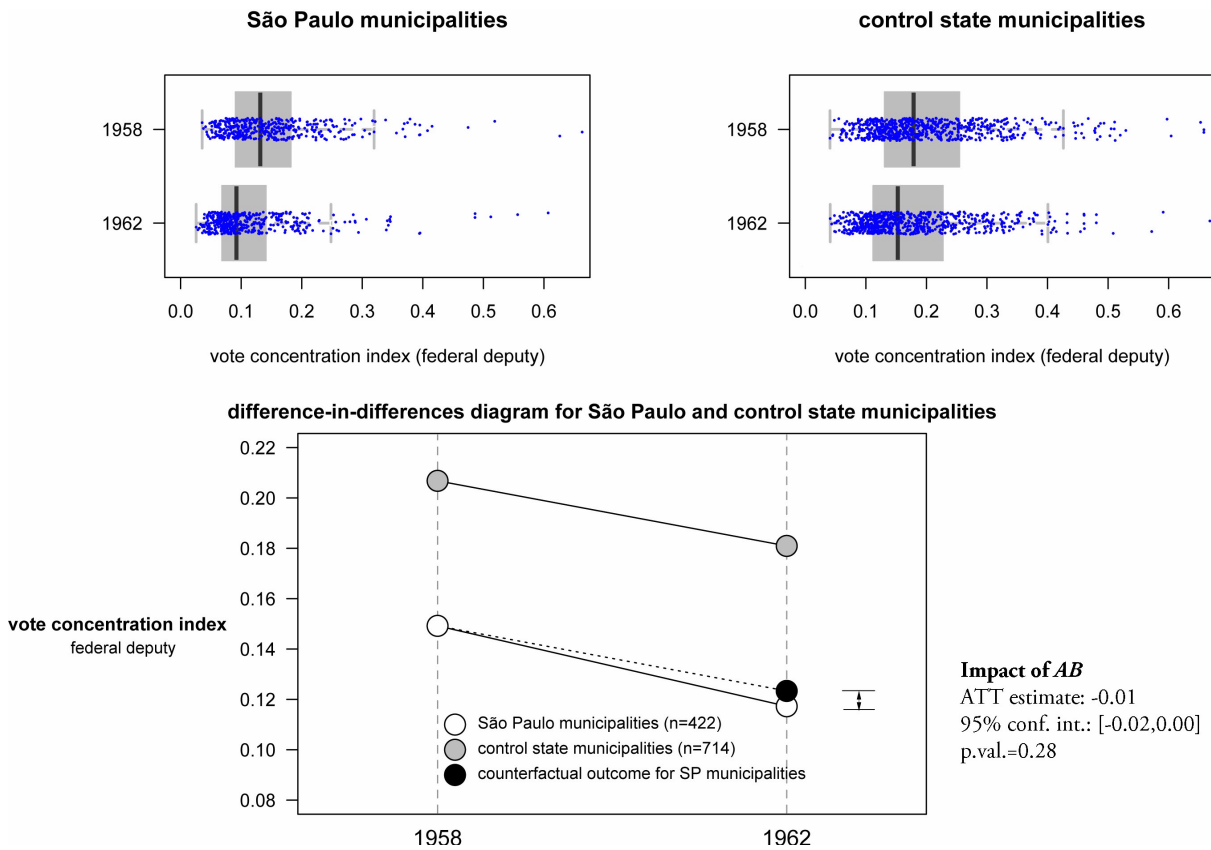 São Paulo municipalities
control state municipalities
1958
1962
0.0 0.1 0.2 0.3 0.4 0.5 0.6
vote concentration index (federal deputy)
1958
1962
0.0 0.1 0.2 0.3 0.4 0.5 0.6
vote concentration index (federal deputy)
difference-in-differences diagram for São Paulo and control state municipalities
0.22
0.20
0.18
0.16
0.14
0.12
0.10
0.08
vote concentration index
federal deputy
São Paulo municipalities (n=422)
control state municipalities (n=714)
counterfactual outcome for SP municipalities
1958 1962
Impact of AB
ATT estimate: -0.01
95% conf. int.: [-0.02,0.00]
p.val.=0.28